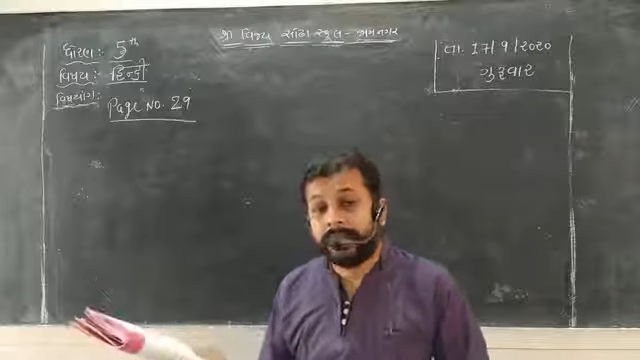 શ્રી વિજય સોઢા સ્કૂલ - જામનગર
ધોરણ :- 5th
વિષય :- હિન્દી
વિષયાંગ :- Page No. 29
તા. 17/9/2020
ગુરૂવાર